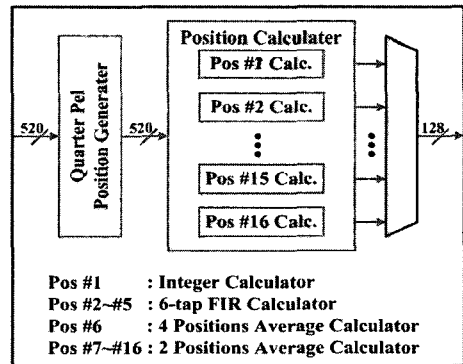 Position Calculater
Pos #1 Calc.
Pos #2 Calc.
Pos #15 Calc.
Pos #16 Calc.
Quarter Pel
Position Generater
520
520
128
Pos #1 : Integer Calculator
Pos #2~#5 : 6-tap FIR Calculator
Pos #6 : 4 Positions Average Calculator
Pos #7~#16 : 2 Positions Average Calculator